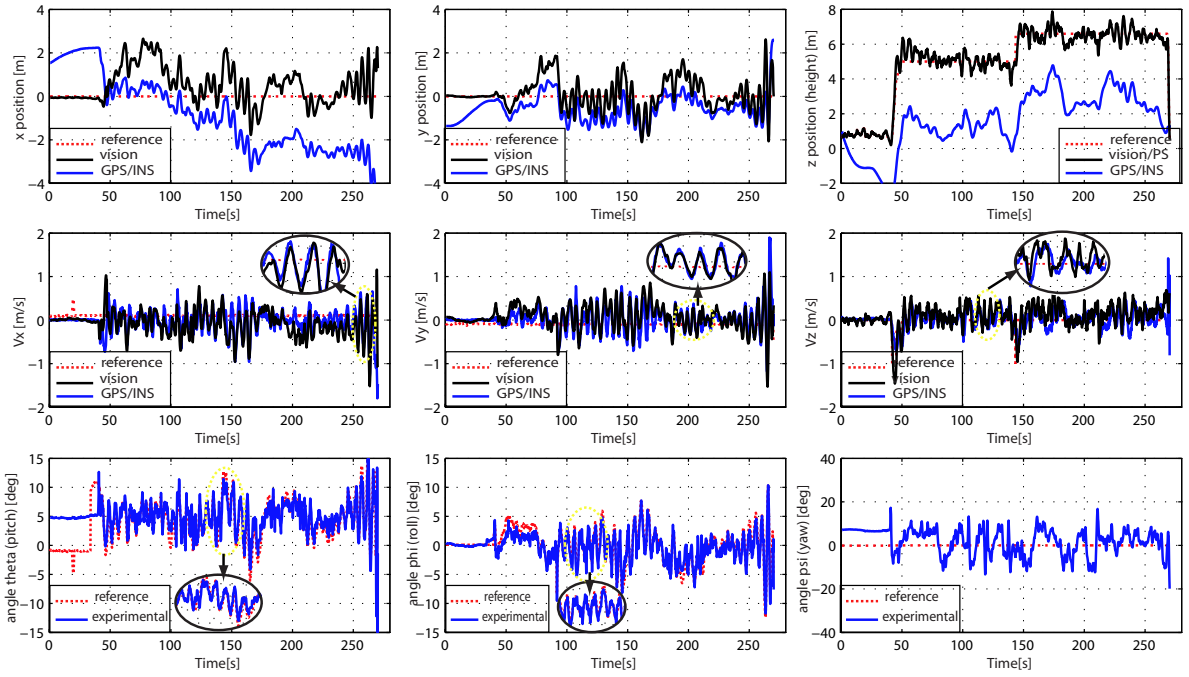 4
2
0
−2
−4
x position [m]
reference
vision
GPS/INS
0 50 100 150 200 250
Time[s]
4
2
0
−2
−4
y position [m]
reference
vision
GPS/INS
0 50 100 150 200 250
Time[s]
8
6
4
2
0
−2
z position (height) [m]
reference
vision/PS
GPS/INS
0 50 100 150 200 250
Time[s]
2
1
0
−1
−2
Vx [m/s]
reference
vision
GPS/INS
0 50 100 150 200 250
Time[s]
2
1
0
−1
−2
Vy [m/s]
reference
vision
GPS/INS
0 50 100 150 200 250
Time[s]
2
1
0
−1
−2
Vz [m/s]
reference
vision
GPS/INS
0 50 100 150 200 250
Time[s]
15
10
5
0
−5
−10
−15
angle theta (pitch) [deg]
reference
experimental
0 50 100 150 200 250
Time[s]
15
10
5
0
−5
−10
−15
angle phi (roll) [deg]
reference
experimental
0 50 100 150 200 250
Time[s]
40
20
0
−20
−40
angle psi (yaw) [deg]
reference
experimental
0 50 100 150 200 250
Time[s]